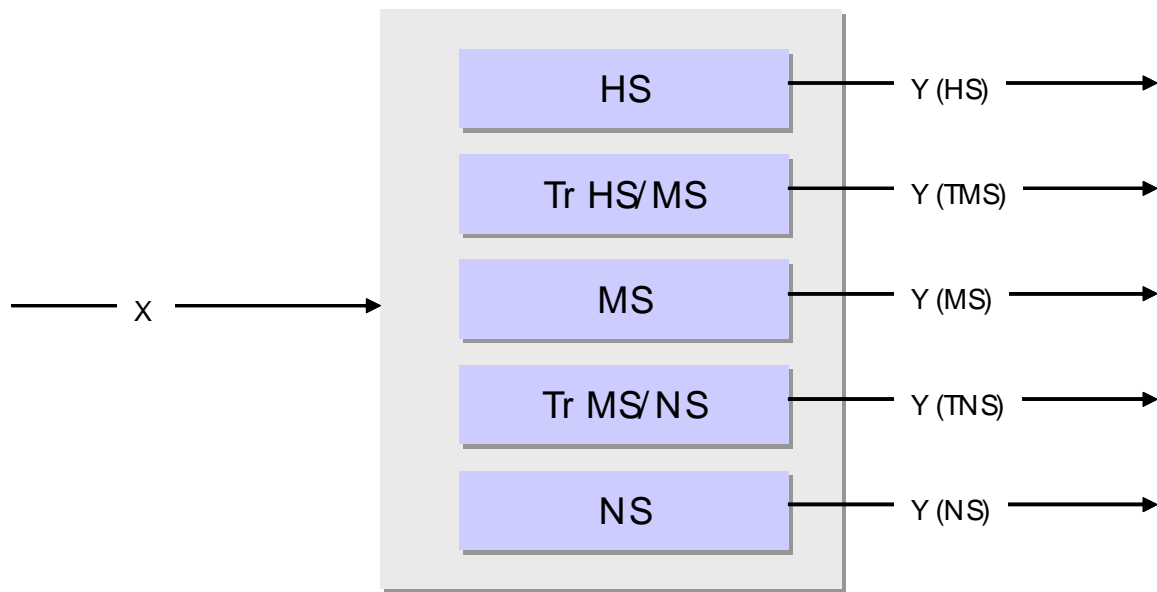 HS
Y (HS)
Tr HS/MS
Y (TMS)
X
MS
Y (MS)
Tr MS/NS
Y (TNS)
NS
Y (NS)